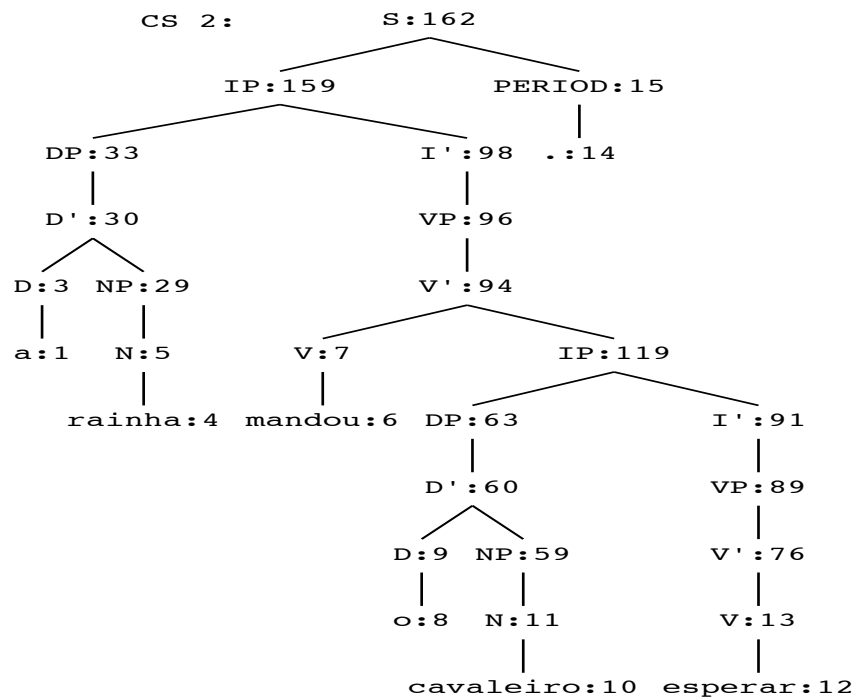 CS 2: S:162
IP:159 PERIOD:15
DP:33 I':98 .:14
D':30 VP:96
D:3 NP:29 V':94
a:1 N:5 V:7 IP:119
rainha:4 mandou:6 DP:63 I':91
D':60 VP:89
D:9 NP:59 V':76
o:8 N:11 V:13
cavaleiro:10 esperar:12